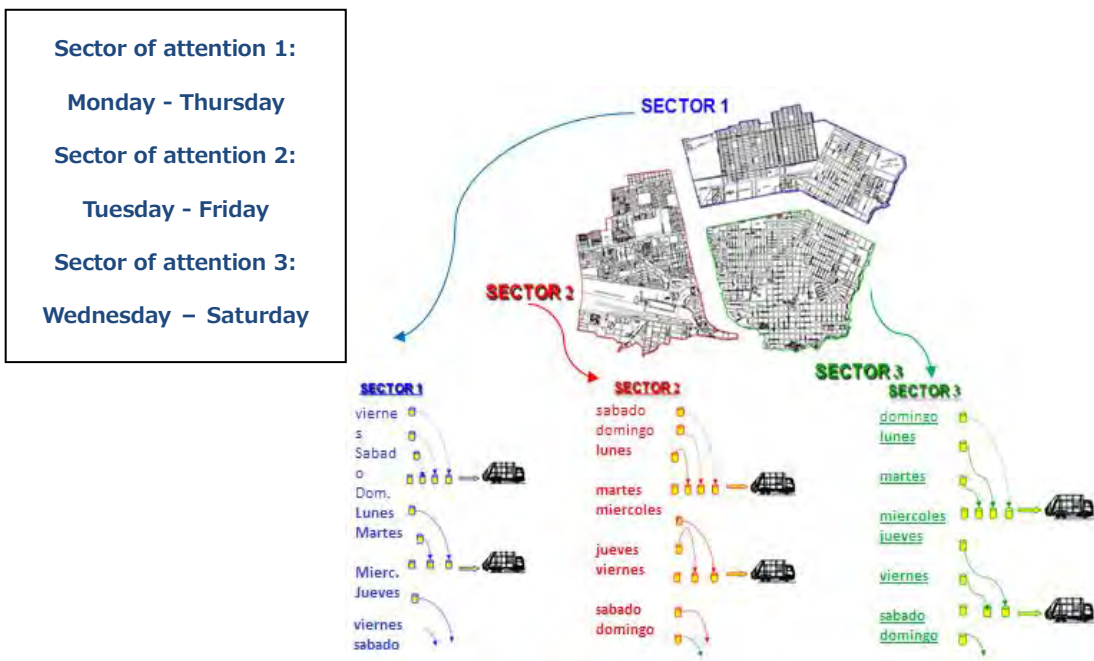 Sector of attention 1:
Monday - Thursday
Sector of attention 2:
Tuesday - Friday
Sector of attention 3:
Wednesday – Saturday
SECTOR 1
SECTOR 2
SECTOR 3
SECTOR 1
vierne
s
Sabad
o
Dom.
Lunes
Martes
Mierc.
Jueves
viernes
sabado
SECTOR 2
sabado
domingo
lunes
martes
miercoles
jueves
viernes
sabado
domingo
SECTOR 3
domingo
lunes
martes
miercoles
jueves
viernes
sabado
domingo